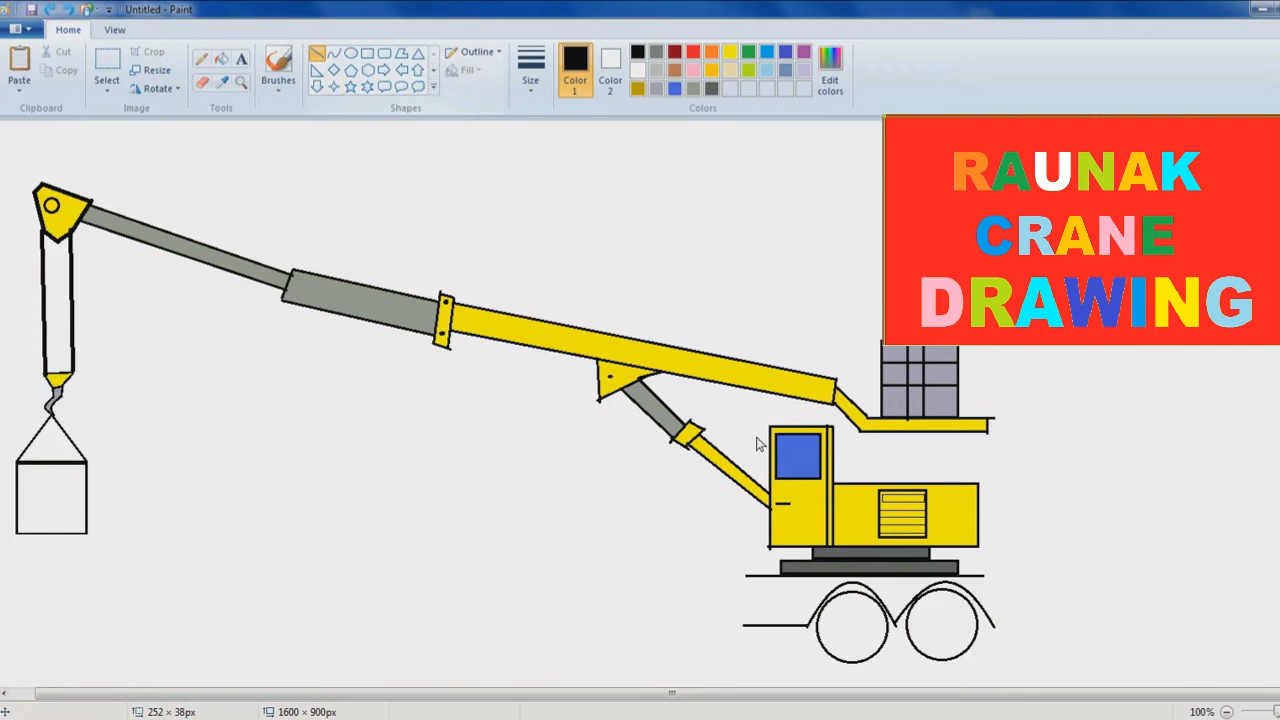 Untitled - Paint
Home View
Paste
Cut
Copy
Clipboard
Select
Crop
Resize
Rotate
Image
Tools
Brushes
Shapes
Outline
Fill
Size
Color 1
Color 2
Edit colors
Colors
RAUNAK
CRANE
DRAWING
252 × 38px
1600 × 900px
100%